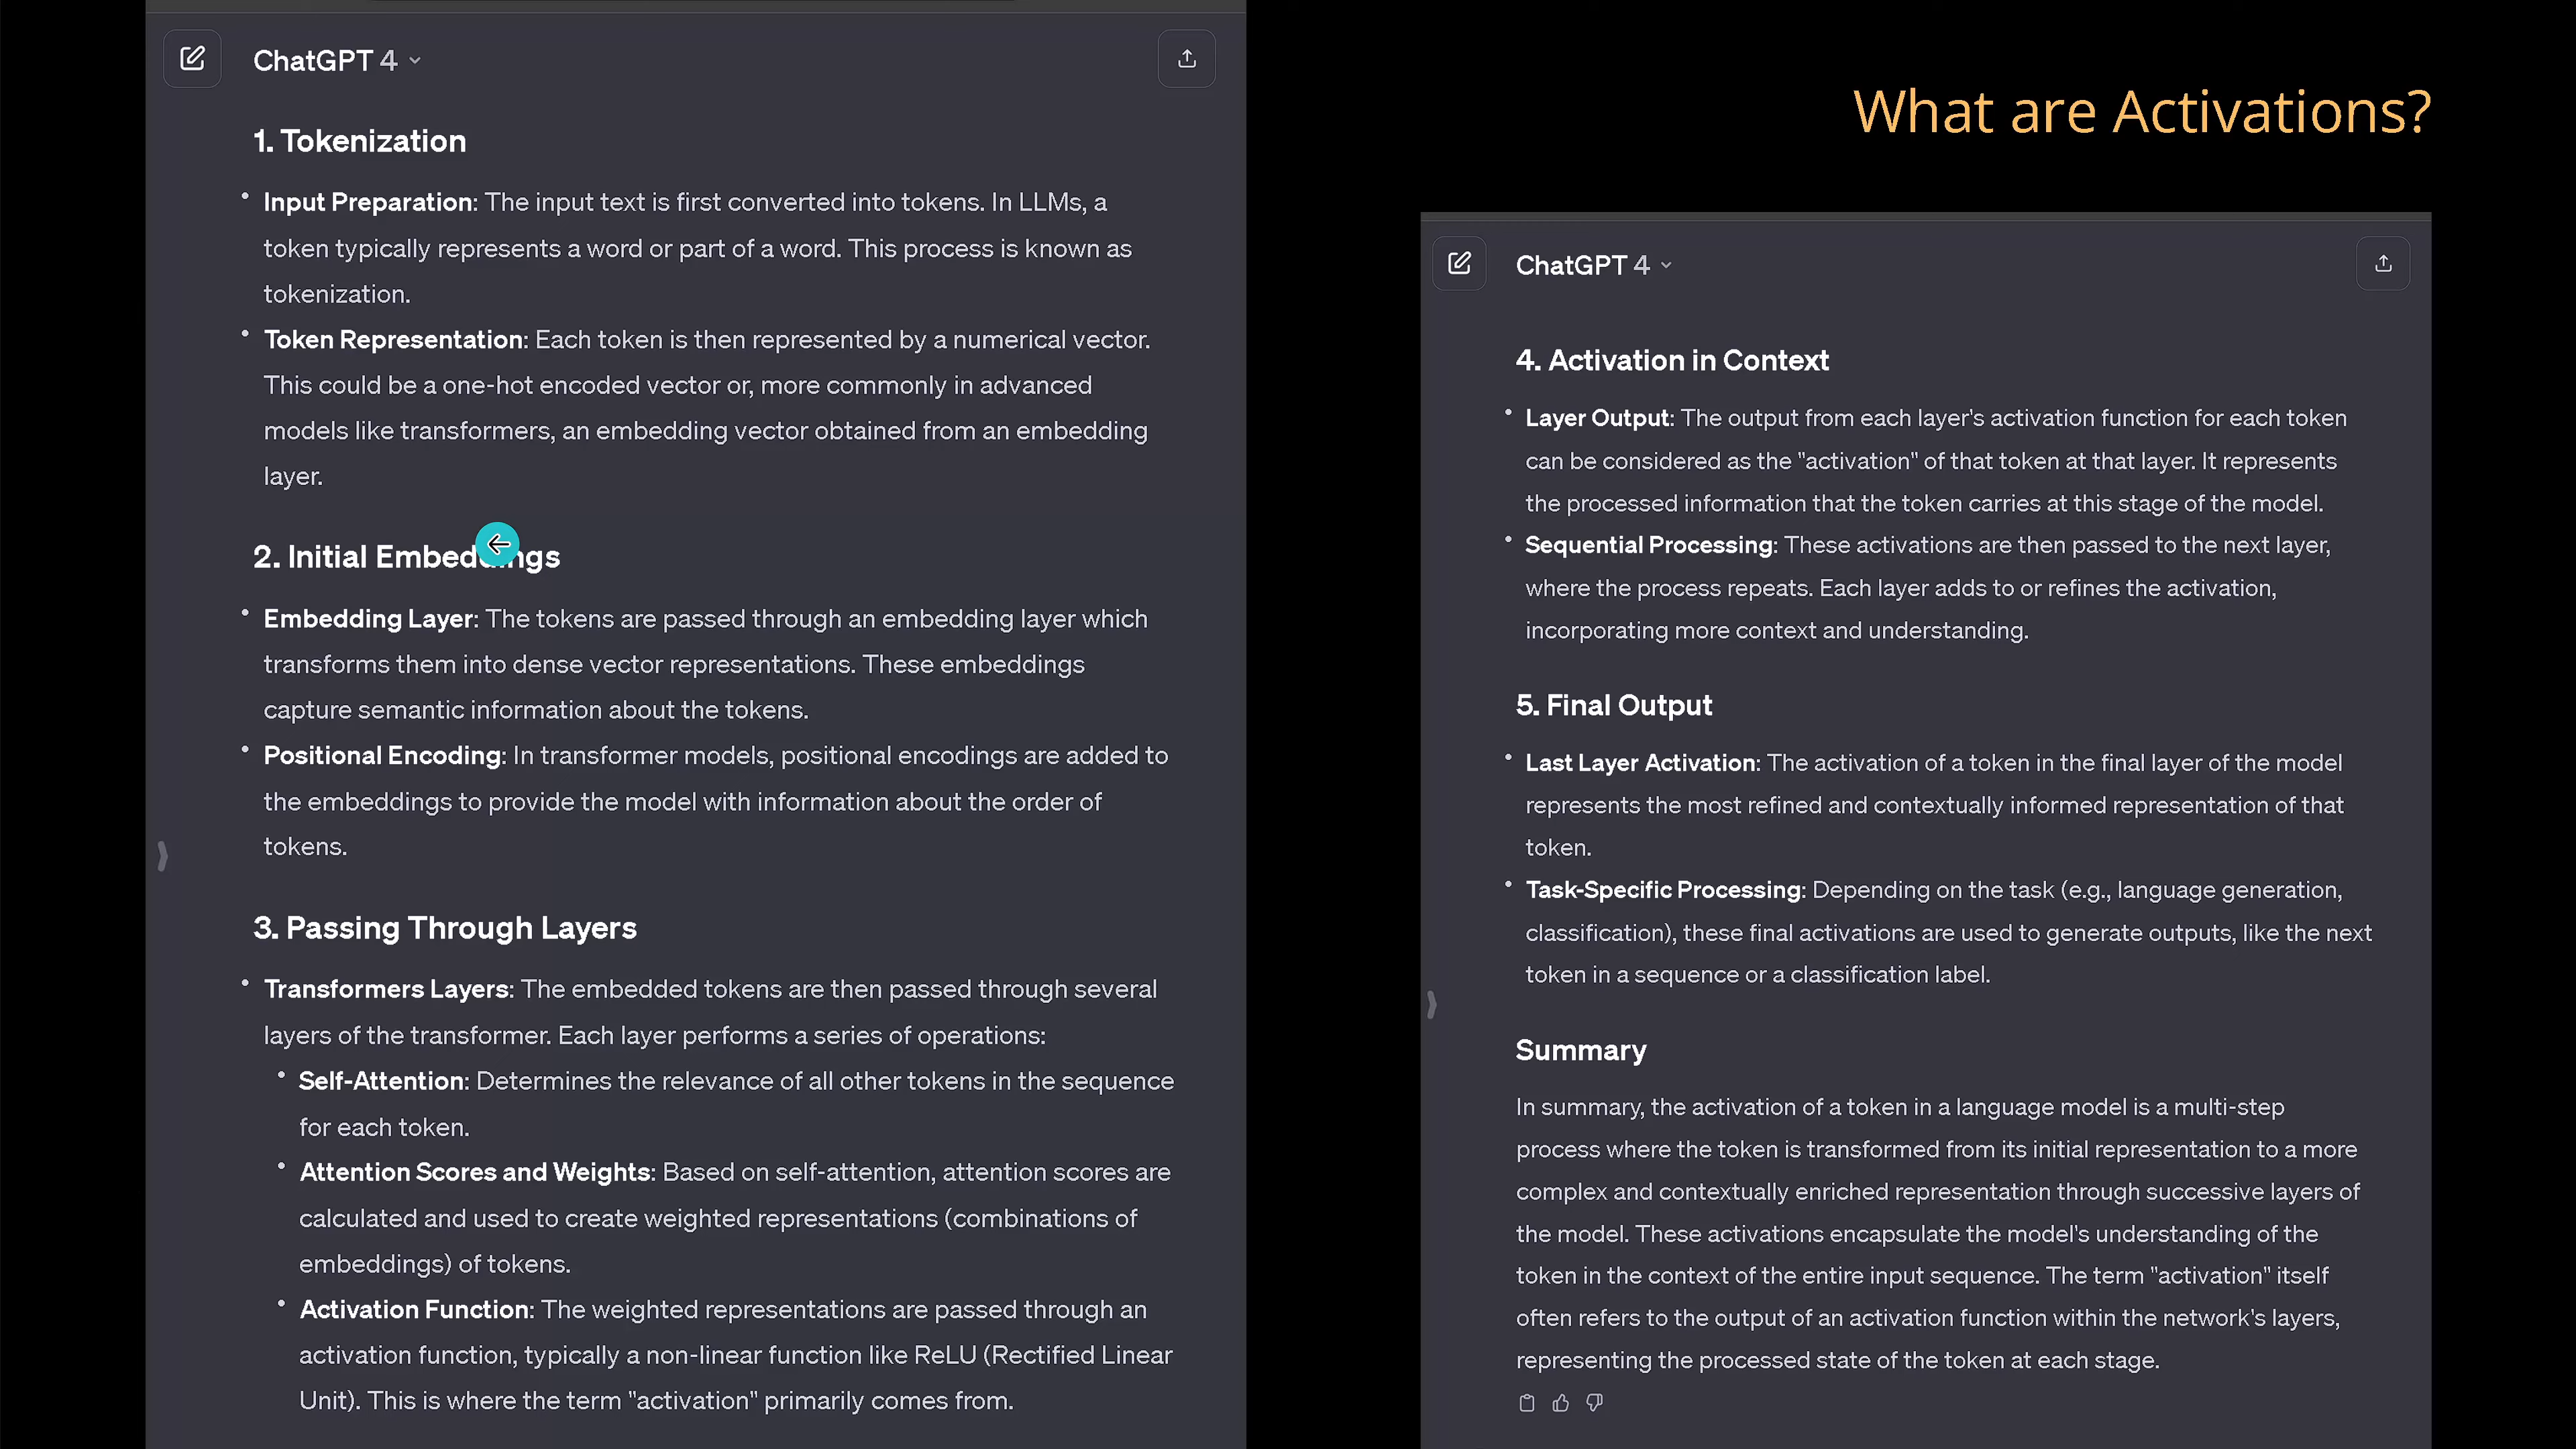 ChatGPT 4
1. Tokenization
• Input Preparation: The input text is first converted into tokens. In LLMs, a
token typically represents a word or part of a word. This process is known as
tokenization.
• Token Representation: Each token is then represented by a numerical vector.
This could be a one-hot encoded vector or, more commonly in advanced
models like transformers, an embedding vector obtained from an embedding
layer.
2. Initial Embeddings
• Embedding Layer: The tokens are passed through an embedding layer which
transforms them into dense vector representations. These embeddings
capture semantic information about the tokens.
• Positional Encoding: In transformer models, positional encodings are added to
the embeddings to provide the model with information about the order of
tokens.
3. Passing Through Layers
• Transformers Layers: The embedded tokens are then passed through several
layers of the transformer. Each layer performs a series of operations:
• Self-Attention: Determines the relevance of all other tokens in the sequence
for each token.
• Attention Scores and Weights: Based on self-attention, attention scores are
calculated and used to create weighted representations (combinations of
embeddings) of tokens.
• Activation Function: The weighted representations are passed through an
activation function, typically a non-linear function like ReLU (Rectified Linear
Unit). This is where the term "activation" primarily comes from.
What are Activations?
ChatGPT 4
4. Activation in Context
• Layer Output: The output from each layer's activation function for each token
can be considered as the "activation" of that token at that layer. It represents
the processed information that the token carries at this stage of the model.
• Sequential Processing: These activations are then passed to the next layer,
where the process repeats. Each layer adds to or refines the activation,
incorporating more context and understanding.
5. Final Output
• Last Layer Activation: The activation of a token in the final layer of the model
represents the most refined and contextually informed representation of that
token.
• Task-Specific Processing: Depending on the task (e.g., language generation,
classification), these final activations are used to generate outputs, like the next
token in a sequence or a classification label.
Summary
In summary, the activation of a token in a language model is a multi-step
process where the token is transformed from its initial representation to a more
complex and contextually enriched representation through successive layers of
the model. These activations encapsulate the model's understanding of the
token in the context of the entire input sequence. The term "activation" itself
often refers to the output of an activation function within the network's layers,
representing the processed state of the token at each stage.